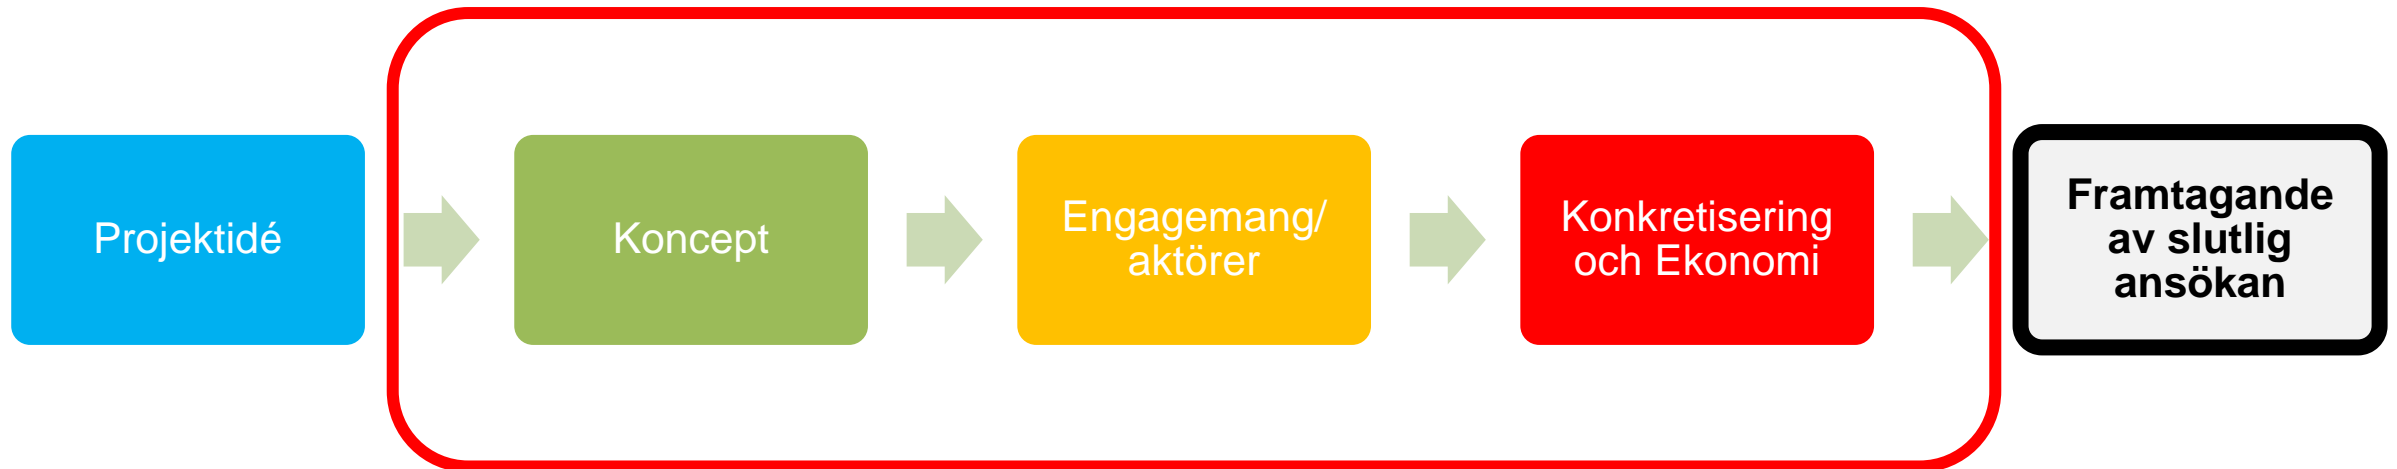 Projektidé
Koncept
Engagemang/
aktörer
Konkretisering
och Ekonomi
Framtagande
av slutlig
ansökan